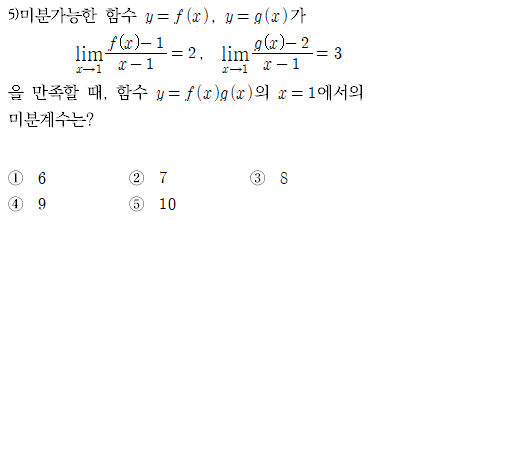 5)미분가능한 함수 y=f(x), y=g(x)가
lim_{x→1} \frac{f(x)-1}{x-1} = 2, lim_{x→1} \frac{g(x)-2}{x-1} = 3
을 만족할 때, 함수 y=f(x)g(x)의 x=1에서의
미분계수는?
① 6 ② 7 ③ 8
④ 9 ⑤ 10